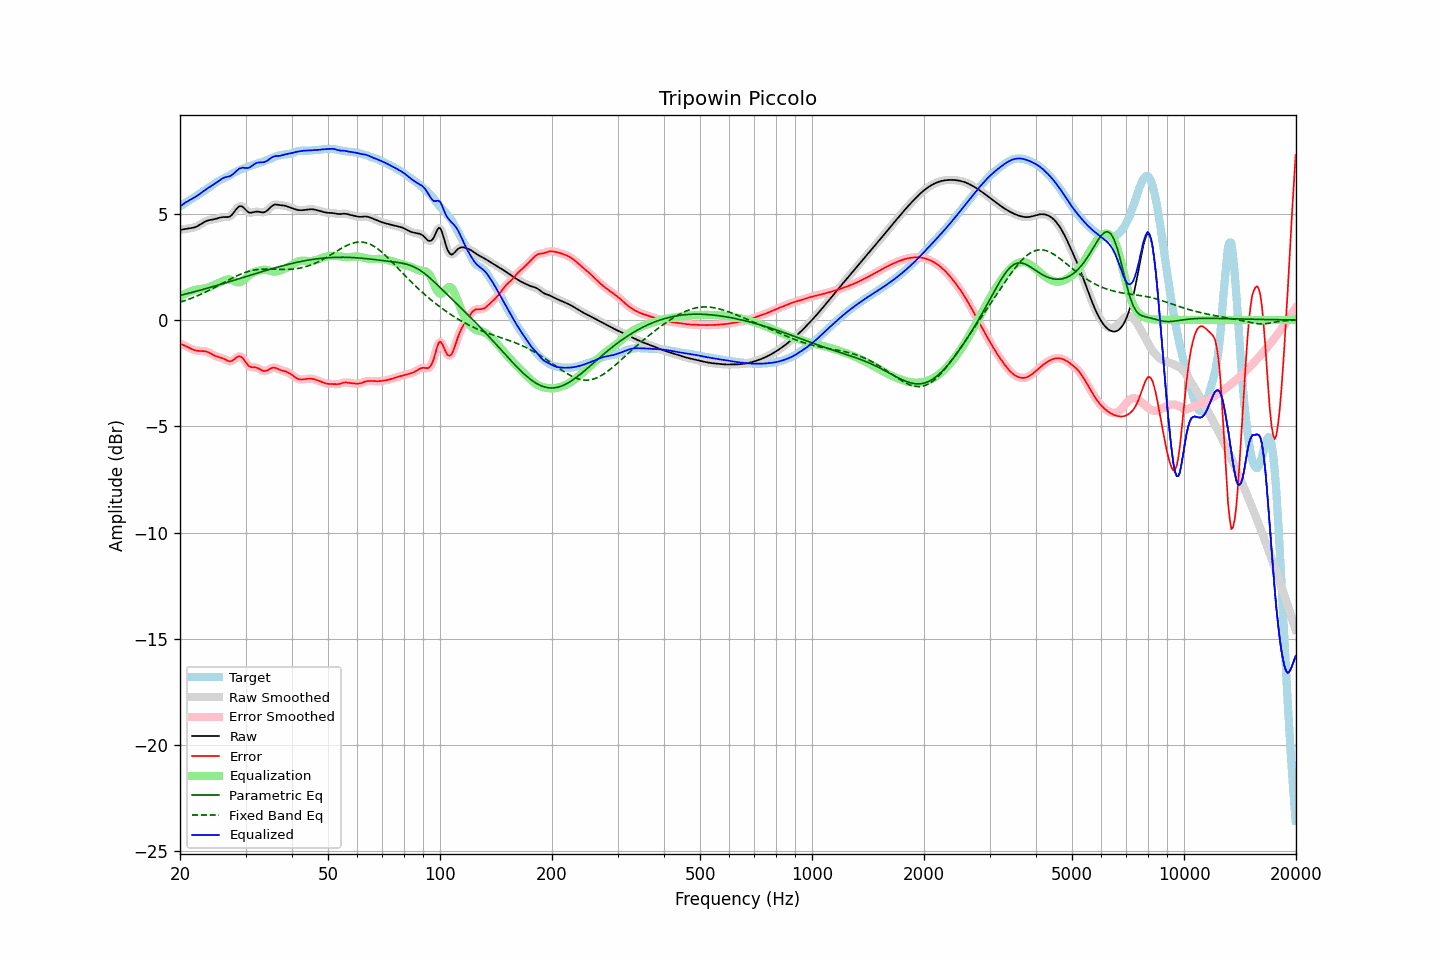 Tripowin Piccolo
Amplitude (dBr)
5
0
−5
−10
−15
−20
−25
Target
Raw Smoothed
Error Smoothed
Raw
Error
Equalization
Parametric Eq
Fixed Band Eq
Equalized
20 50 100 200 500 1000 2000 5000 10000 20000
Frequency (Hz)